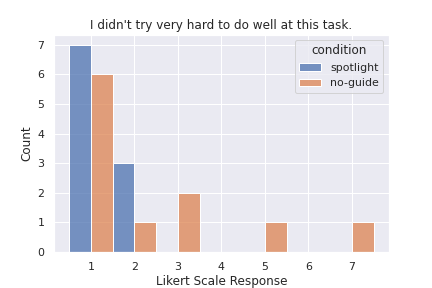 I didn't try very hard to do well at this task.
condition
spotlight
no-guide
7
6
5
4
3
2
1
0
Count
1 2 3 4 5 6 7
Likert Scale Response